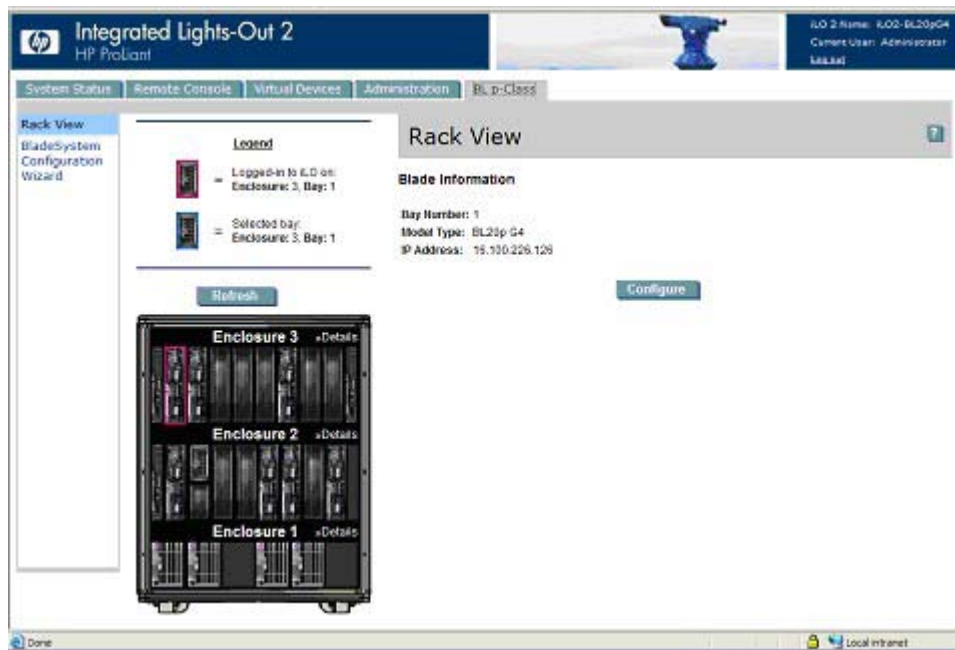 hp
Integrated Lights-Out 2
HP ProLiant
iLO 2 Name: iLO2-BL20pG4
Current User: Administrator
Log out
System Status
Remote Console
Virtual Devices
Administration
BL p-Class
Rack View
BladeSystem
Configuration
Wizard
Legend
= Logged-in to iLO on:
Enclosure: 3, Bay: 1
= Selected bay:
Enclosure: 3, Bay: 1
Refresh
Enclosure 3 »Details
Enclosure 2 »Details
Enclosure 1 »Details
Rack View
?
Blade Information
Bay Number: 1
Model Type: BL20p G4
IP Address: 16.100.226.126
Configure
Done
Local intranet